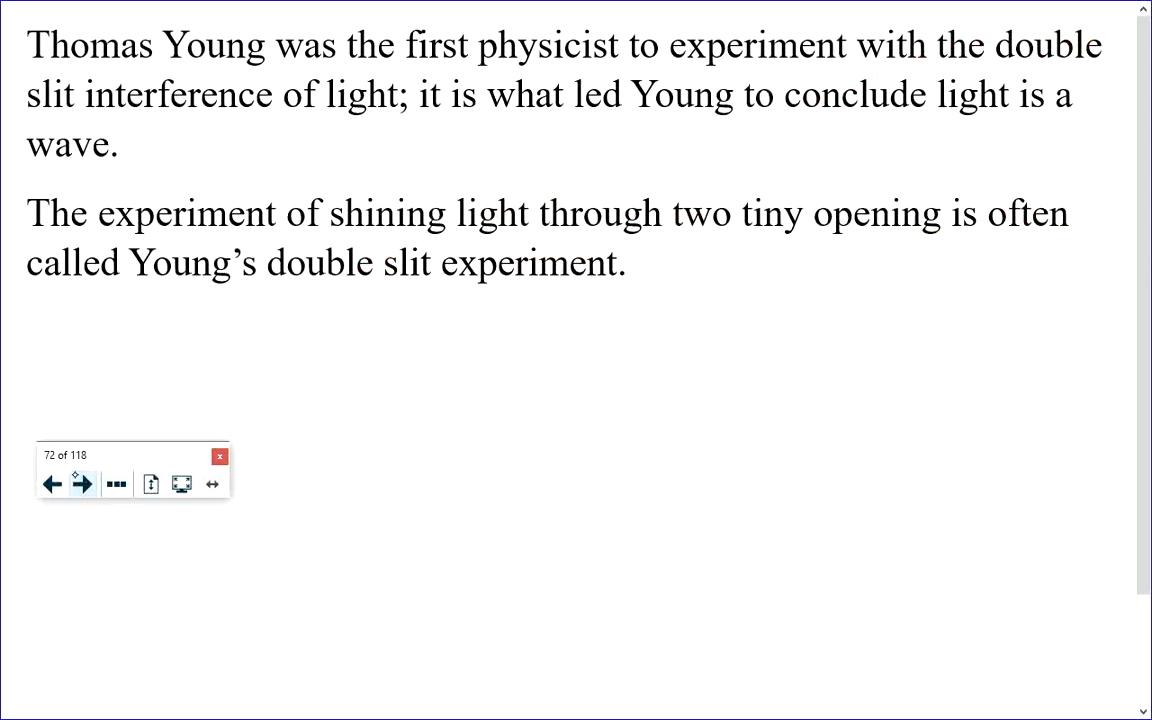 Thomas Young was the first physicist to experiment with the double
slit interference of light; it is what led Young to conclude light is a
wave.
The experiment of shining light through two tiny opening is often
called Young’s double slit experiment.
72 of 118
x